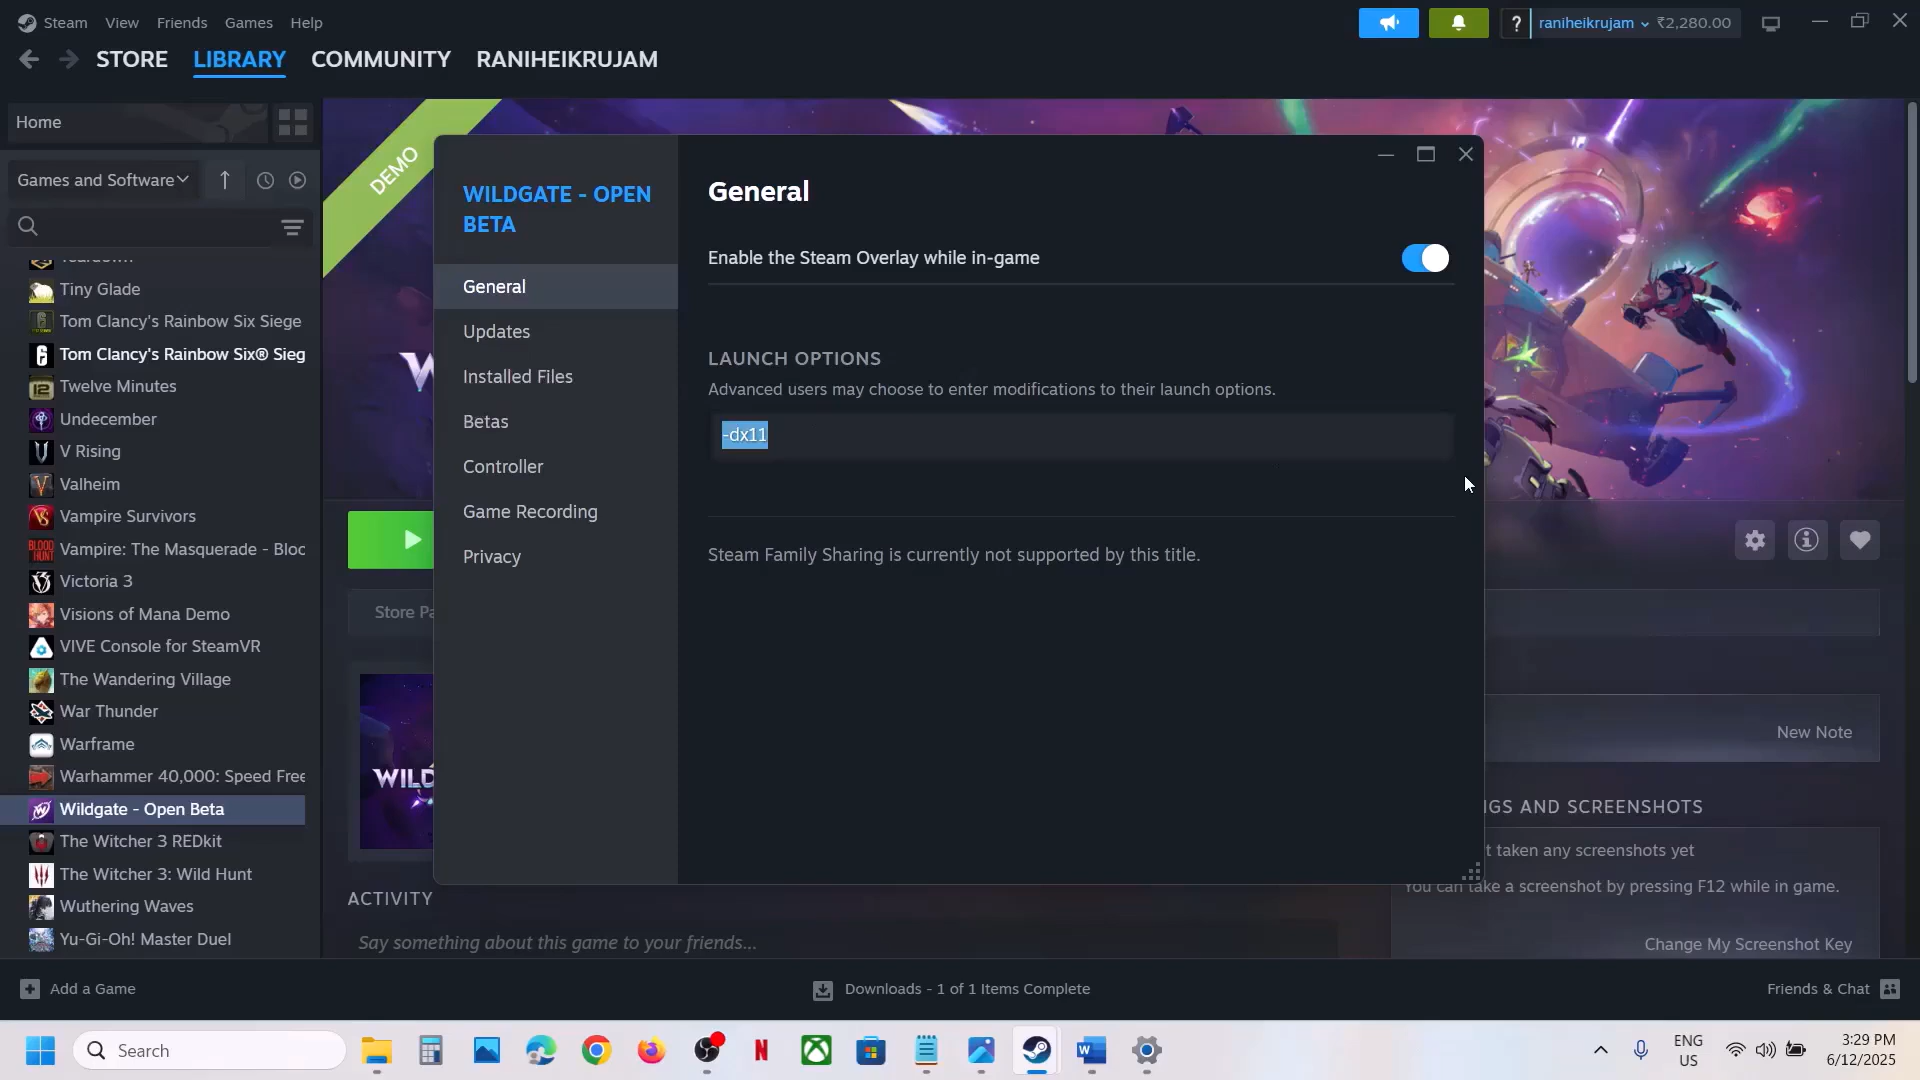 Steam View Friends Games Help
raniheikrujam ₹2,280.00
STORE LIBRARY COMMUNITY RANIHEIKRUJAM
Home
Games and Software
Tiny Glade
Tom Clancy's Rainbow Six Siege
Tom Clancy's Rainbow Six® Sieg
Twelve Minutes
Undecember
V Rising
Valheim
Vampire Survivors
Vampire: The Masquerade - Bloc
Victoria 3
Visions of Mana Demo
VIVE Console for SteamVR
The Wandering Village
War Thunder
Warframe
Warhammer 40,000: Speed Free
Wildgate - Open Beta
The Witcher 3 REDkit
The Witcher 3: Wild Hunt
Wuthering Waves
Yu-Gi-Oh! Master Duel
DEMO
WILDGATE - OPEN
BETA
General
Updates
Installed Files
Betas
Controller
Game Recording
Privacy
General
Enable the Steam Overlay while in-game
LAUNCH OPTIONS
Advanced users may choose to enter modifications to their launch options.
-dx11
Steam Family Sharing is currently not supported by this title.
Store Pa
WILD
New Note
GS AND SCREENSHOTS
t taken any screenshots yet
You can take a screenshot by pressing F12 while in game.
Change My Screenshot Key
ACTIVITY
Say something about this game to your friends...
Add a Game
Downloads - 1 of 1 Items Complete
Friends & Chat
Search
ENG
US
3:29 PM
6/12/2025